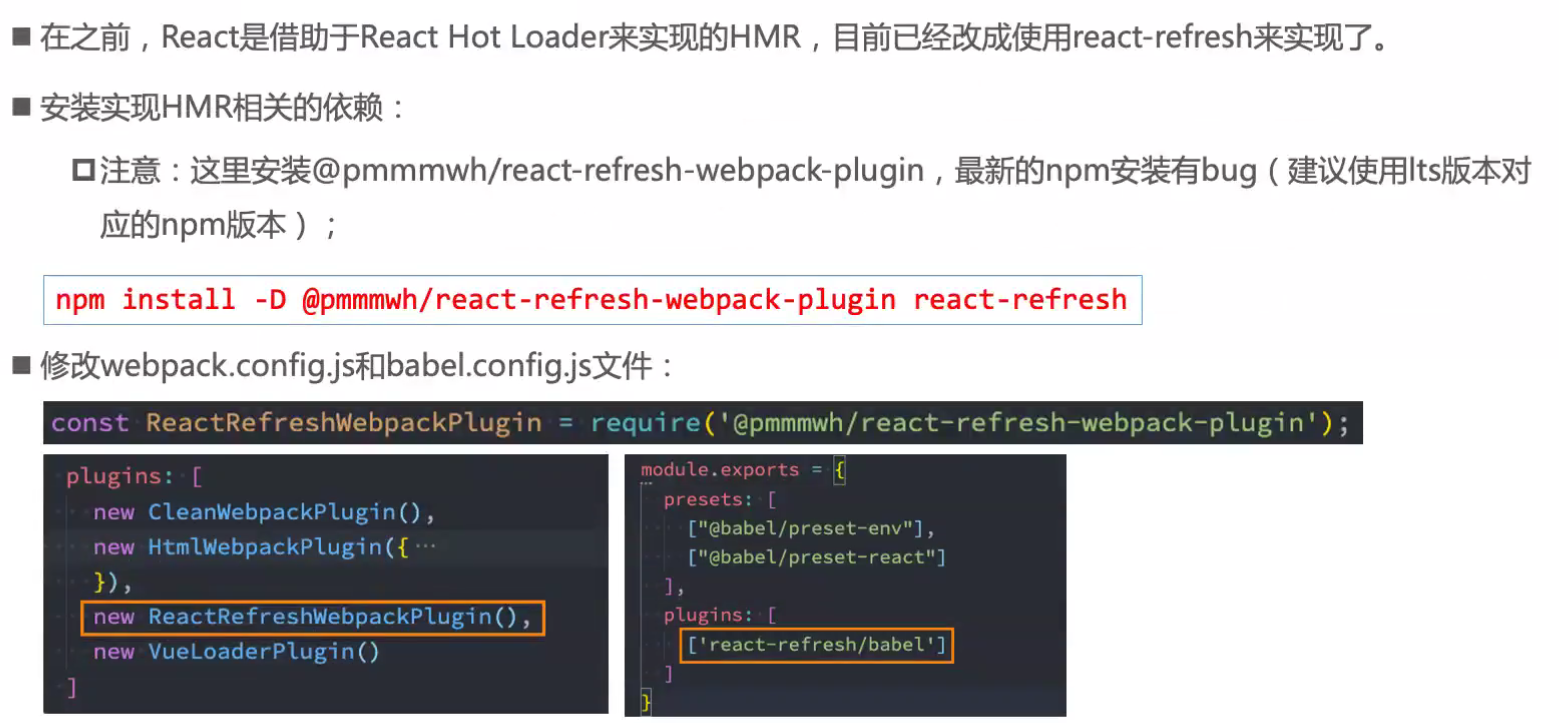 在之前，React是借助于React Hot Loader来实现的HMR，目前已经改成使用react-refresh来实现了。
安装实现HMR相关的依赖：
注意：这里安装@pmmmwh/react-refresh-webpack-plugin，最新的npm安装有bug（建议使用lts版本对
应的npm版本）；
npm install -D @pmmmwh/react-refresh-webpack-plugin react-refresh
修改webpack.config.js和babel.config.js文件：
const ReactRefreshWebpackPlugin = require('@pmmmwh/react-refresh-webpack-plugin');
plugins: [
new CleanWebpackPlugin(),
new HtmlWebpackPlugin({ ···
}),
new ReactRefreshWebpackPlugin(),
new VueLoaderPlugin()
]
module.exports = {
presets: [
["@babel/preset-env"],
["@babel/preset-react"]
],
plugins: [
['react-refresh/babel']
]
}